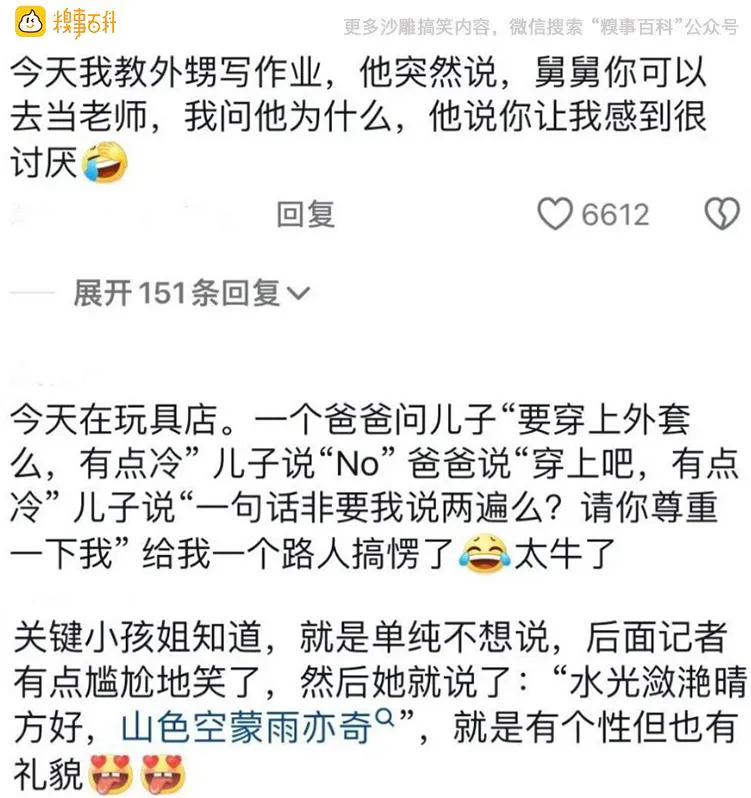 糗事百科
更多沙雕搞笑内容，微信搜索“糗事百科”公众号
今天我教外甥写作业，他突然说，舅舅你可以
去当老师，我问他为什么，他说你让我感到很
讨厌🤣
回复 6612
展开151条回复
今天在玩具店。一个爸爸问儿子“要穿上外套
么，有点冷” 儿子说“No” 爸爸说“穿上吧，有点
冷” 儿子说“一句话非要我说两遍么？请你尊重
一下我” 给我一个路人搞愣了😂太牛了
关键小孩姐知道，就是单纯不想说，后面记者
有点尴尬地笑了，然后她就说了：“水光潋滟晴
方好，山色空蒙雨亦奇”，就是有个性但也有
礼貌